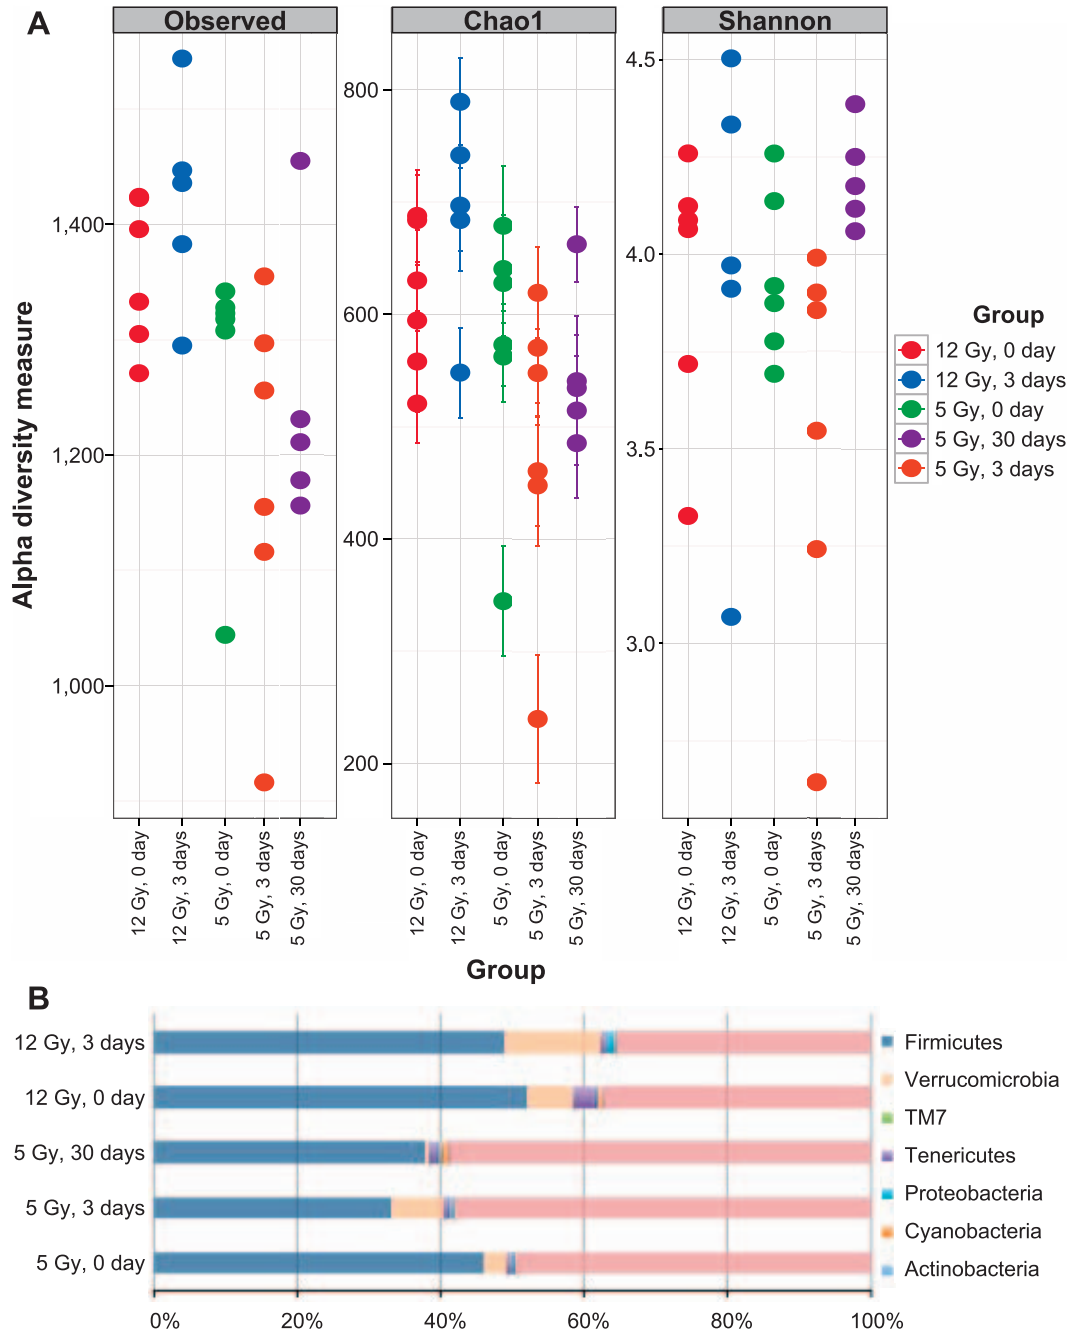 A
Observed
Chao1
Shannon
Alpha diversity measure
1,400
1,200
1,000
800
600
400
200
4.5
4.0
3.5
3.0
Group
12 Gy, 0 day
12 Gy, 3 days
5 Gy, 0 day
5 Gy, 30 days
5 Gy, 3 days
12 Gy, 0 day
12 Gy, 3 days
5 Gy, 0 day
5 Gy, 3 days
5 Gy, 30 days
12 Gy, 0 day
12 Gy, 3 days
5 Gy, 0 day
5 Gy, 3 days
5 Gy, 30 days
12 Gy, 0 day
12 Gy, 3 days
5 Gy, 0 day
5 Gy, 3 days
5 Gy, 30 days
Group
B
12 Gy, 3 days
12 Gy, 0 day
5 Gy, 30 days
5 Gy, 3 days
5 Gy, 0 day
0%
20%
40%
60%
80%
100%
Firmicutes
Verrucomicrobia
TM7
Tenericutes
Proteobacteria
Cyanobacteria
Actinobacteria